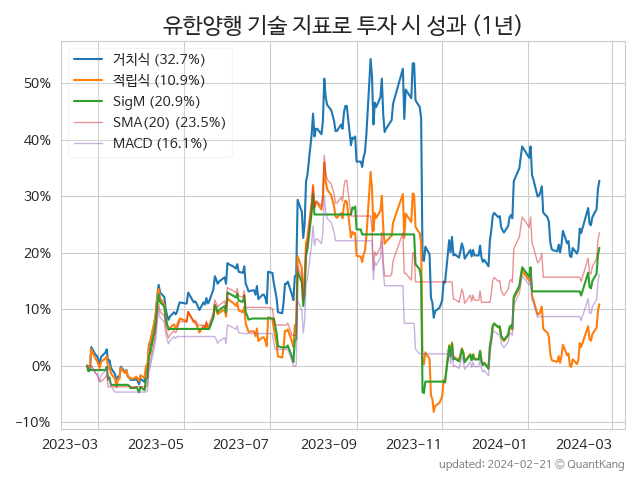 유한양행 기술 지표로 투자 시 성과 (1년)
거치식 (32.7%)
적립식 (10.9%)
SigM (20.9%)
SMA(20) (23.5%)
MACD (16.1%)
50%
40%
30%
20%
10%
0%
−10%
2023-03 2023-05 2023-07 2023-09 2023-11 2024-01 2024-03
updated: 2024-02-21 © QuantKang